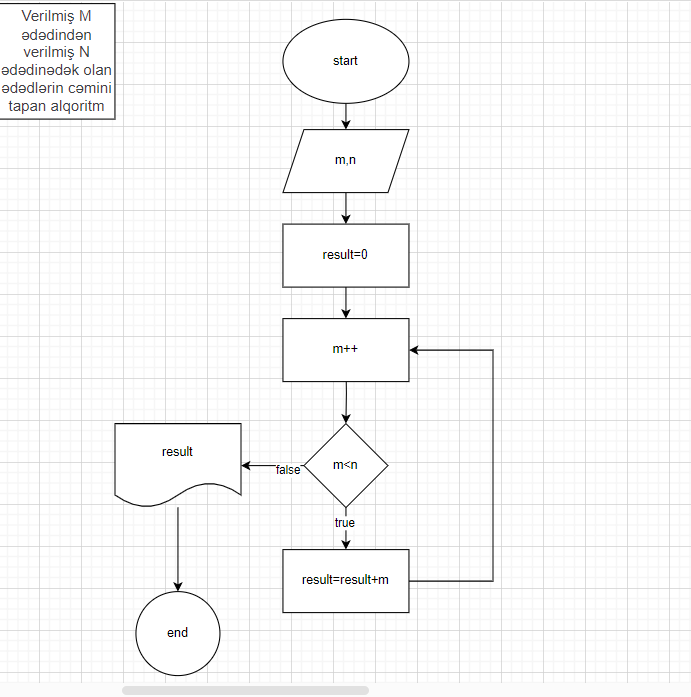 Verilmiş M
ədədindən
verilmiş N
ədədinədək olan
ədədlərin cəmini
tapan alqoritm
start
m,n
result=0
m++
m<n
false
result
true
result=result+m
end